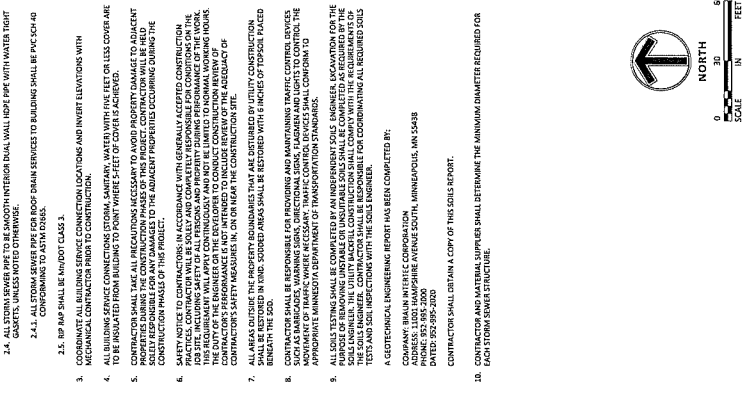 2.4. ALL STORM SEWER PIPE TO BE SMOOTH INTERIOR DUAL WALL HDPE PIPE WITH WATER TIGHT
GASKETS, UNLESS NOTED OTHERWISE.
2.4.1. ALL STORM SEWER PIPE FOR ROOF DRAIN SERVICES TO BUILDING SHALL BE PVC SCH 40
CONFORMING TO ASTM D2665.
2.5. RIP RAP SHALL BE Mn/DOT CLASS 3.
3. COORDINATE ALL BUILDING SERVICE CONNECTION LOCATIONS AND INVERT ELEVATIONS WITH
MECHANICAL CONTRACTOR PRIOR TO CONSTRUCTION.
4. ALL BUILDING SERVICE CONNECTIONS (STORM, SANITARY, WATER) WITH FIVE FEET OR LESS COVER ARE
TO BE INSULATED FROM BUILDING TO POINT WHERE 5-FEET OF COVER IS ACHIEVED.
5. CONTRACTOR SHALL TAKE ALL PRECAUTIONS NECESSARY TO AVOID PROPERTY DAMAGE TO ADJACENT
PROPERTIES DURING THE CONSTRUCTION PHASES OF THIS PROJECT. CONTRACTOR WILL BE HELD
SOLELY RESPONSIBLE FOR ANY DAMAGES TO THE ADJACENT PROPERTIES OCCURRING DURING THE
CONSTRUCTION PHASES OF THIS PROJECT.
6. SAFETY NOTICE TO CONTRACTORS: IN ACCORDANCE WITH GENERALLY ACCEPTED CONSTRUCTION
PRACTICES, CONTRACTOR WILL BE SOLELY AND COMPLETELY RESPONSIBLE FOR CONDITIONS ON THE
JOB SITE, INCLUDING SAFETY OF ALL PERSONS AND PROPERTY DURING PERFORMANCE OF THE WORK.
THIS REQUIREMENT WILL APPLY CONTINUOUSLY AND NOT BE LIMITED TO NORMAL WORKING HOURS.
THE DUTY OF THE ENGINEER OR THE DEVELOPER TO CONDUCT CONSTRUCTION REVIEW OF
CONTRACTOR'S PERFORMANCE IS NOT INTENDED TO INCLUDE REVIEW OF THE ADEQUACY OF
CONTRACTOR'S SAFETY MEASURES IN, ON OR NEAR THE CONSTRUCTION SITE.
7. ALL AREAS OUTSIDE THE PROPERTY BOUNDARIES THAT ARE DISTURBED BY UTILITY CONSTRUCTION
SHALL BE RESTORED IN KIND. SODDED AREAS SHALL BE RESTORED WITH 6 INCHES OF TOPSOIL PLACED
BENEATH THE SOD.
8. CONTRACTOR SHALL BE RESPONSIBLE FOR PROVIDING AND MAINTAINING TRAFFIC CONTROL DEVICES
SUCH AS BARRICADES, WARNING SIGNS, DIRECTIONAL SIGNS, FLAGMEN AND LIGHTS TO CONTROL THE
MOVEMENT OF TRAFFIC WHERE NECESSARY. TRAFFIC CONTROL DEVICES SHALL CONFORM TO
APPROPRIATE MINNESOTA DEPARTMENT OF TRANSPORTATION STANDARDS.
9. ALL SOILS TESTING SHALL BE COMPLETED BY AN INDEPENDENT SOILS ENGINEER. EXCAVATION FOR THE
PURPOSE OF REMOVING UNSTABLE OR UNSUITABLE SOILS SHALL BE COMPLETED AS REQUIRED BY THE
SOILS ENGINEER. THE UTILITY BACKFILL CONSTRUCTION SHALL COMPLY WITH THE REQUIREMENTS OF
THE SOILS ENGINEER. CONTRACTOR SHALL BE RESPONSIBLE FOR COORDINATING ALL REQUIRED SOILS
TESTS AND SOIL INSPECTIONS WITH THE SOILS ENGINEER.
A GEOTECHNICAL ENGINEERING REPORT HAS BEEN COMPLETED BY:
COMPANY: BRAUN INTERTEC CORPORATION
ADDRESS: 11001 HAMPSHIRE AVENUE SOUTH, MINNEAPOLIS, MN 55438
PHONE: 952-995-2000
DATED: 952-995-2020
CONTRACTOR SHALL OBTAIN A COPY OF THIS SOILS REPORT.
10. CONTRACTOR AND MATERIAL SUPPLIER SHALL DETERMINE THE MINIMUM DIAMETER REQUIRED FOR
EACH STORM SEWER STRUCTURE.
NORTH
0 30 6
SCALE IN FEET